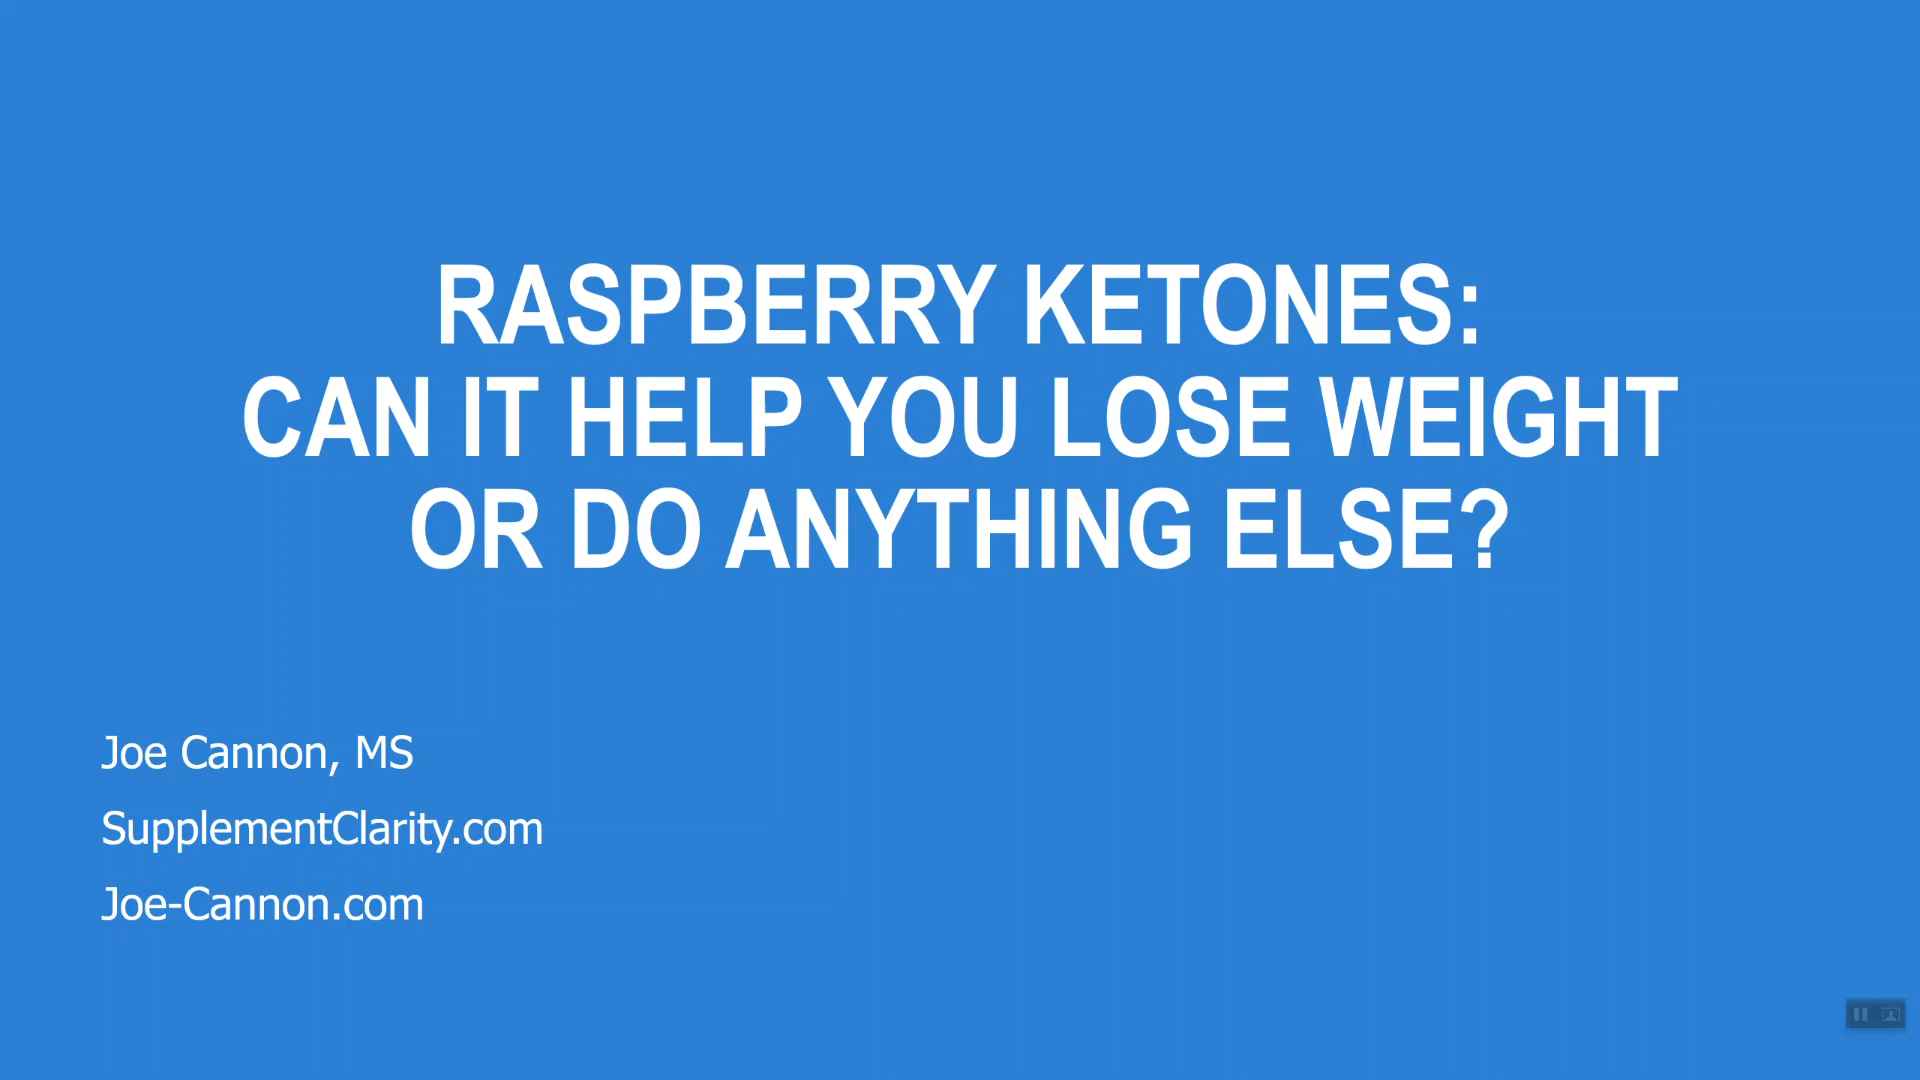 RASPBERRY KETONES:
CAN IT HELP YOU LOSE WEIGHT
OR DO ANYTHING ELSE?
Joe Cannon, MS
SupplementClarity.com
Joe-Cannon.com